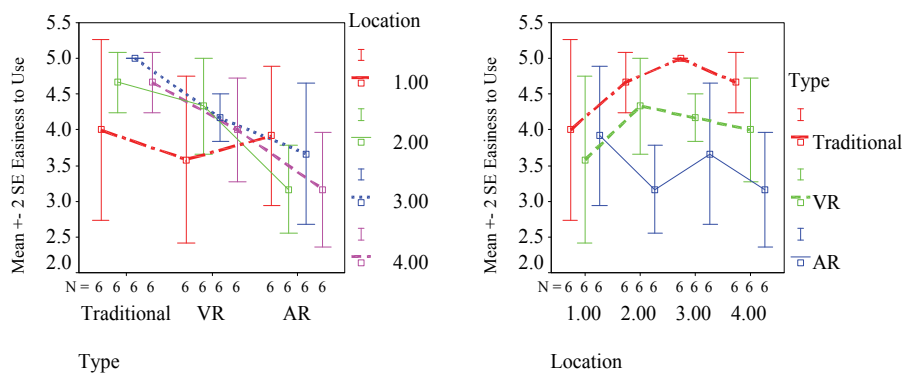 Mean +- 2 SE Easiness to Use
5.5
5.0
4.5
4.0
3.5
3.0
2.5
2.0
N = 6 6 6 6 6 6 6 6 6 6 6 6
Traditional VR AR
Type
Location
1.00
2.00
3.00
4.00
Mean +- 2 SE Easiness to Use
5.5
5.0
4.5
4.0
3.5
3.0
2.5
2.0
N = 6 6 6 6 6 6 6 6 6 6 6 6
1.00 2.00 3.00 4.00
Location
Type
Traditional
VR
AR